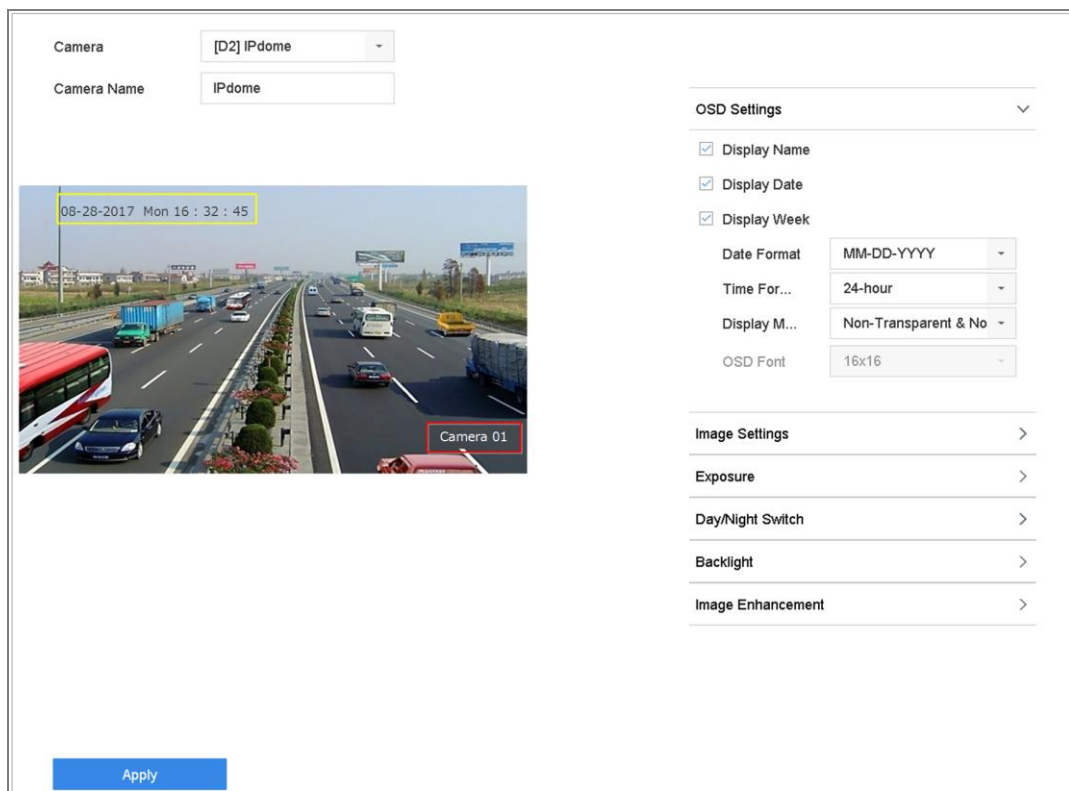 Camera [D2] IPdome
Camera Name IPdome
08-28-2017 Mon 16 : 32 : 45
Camera 01
OSD Settings
Display Name
Display Date
Display Week
Date Format MM-DD-YYYY
Time For... 24-hour
Display M... Non-Transparent & No
OSD Font 16x16
Image Settings
Exposure
Day/Night Switch
Backlight
Image Enhancement
Apply